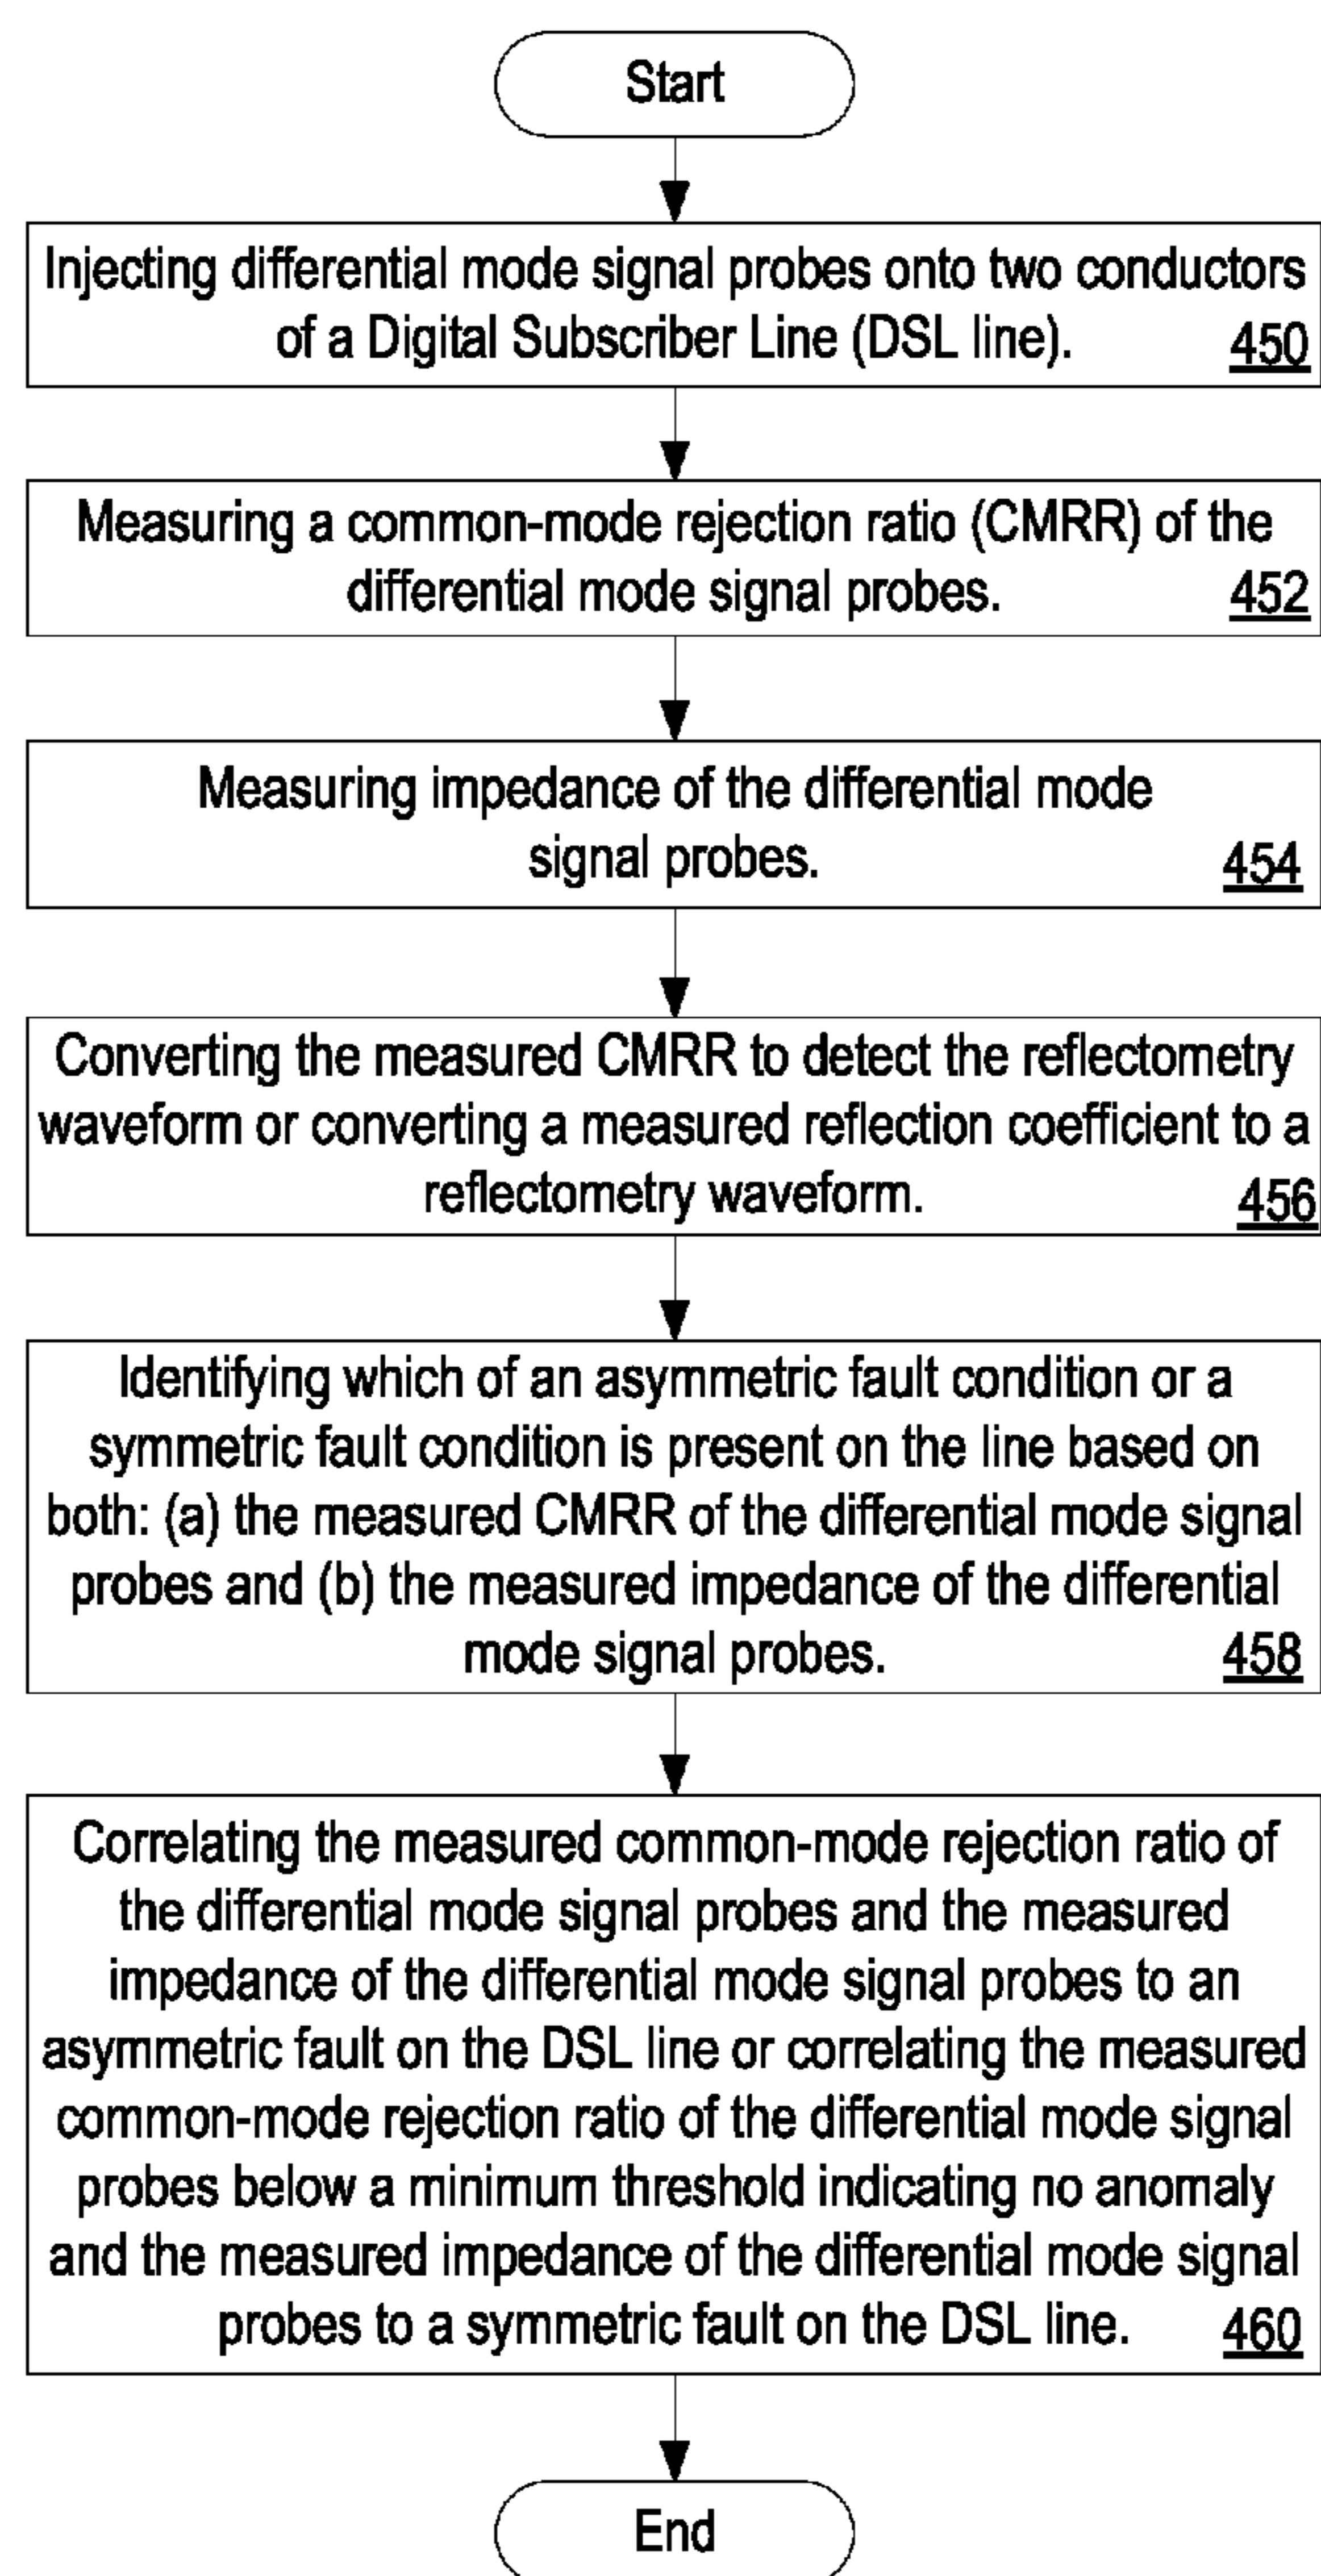 Start
Injecting differential mode signal probes onto two conductors
of a Digital Subscriber Line (DSL line). 450
Measuring a common-mode rejection ratio (CMRR) of the
differential mode signal probes. 452
Measuring impedance of the differential mode
signal probes. 454
Converting the measured CMRR to detect the reflectometry
waveform or converting a measured reflection coefficient to a
reflectometry waveform. 456
Identifying which of an asymmetric fault condition or a
symmetric fault condition is present on the line based on
both: (a) the measured CMRR of the differential mode signal
probes and (b) the measured impedance of the differential
mode signal probes. 458
Correlating the measured common-mode rejection ratio of
the differential mode signal probes and the measured
impedance of the differential mode signal probes to an
asymmetric fault on the DSL line or correlating the measured
common-mode rejection ratio of the differential mode signal
probes below a minimum threshold indicating no anomaly
and the measured impedance of the differential mode signal
probes to a symmetric fault on the DSL line. 460
End